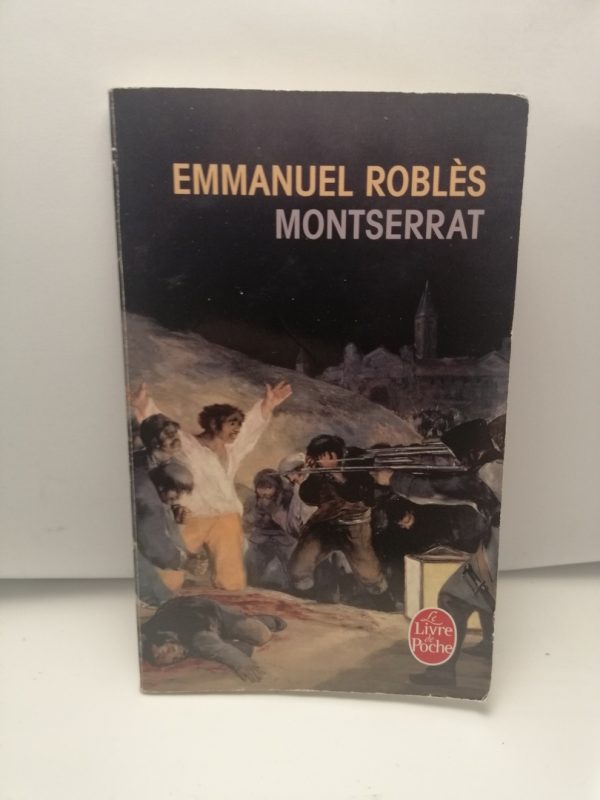 EMMANUEL ROBLÈS
MONTSERRAT
Le
Livre
de
Poche